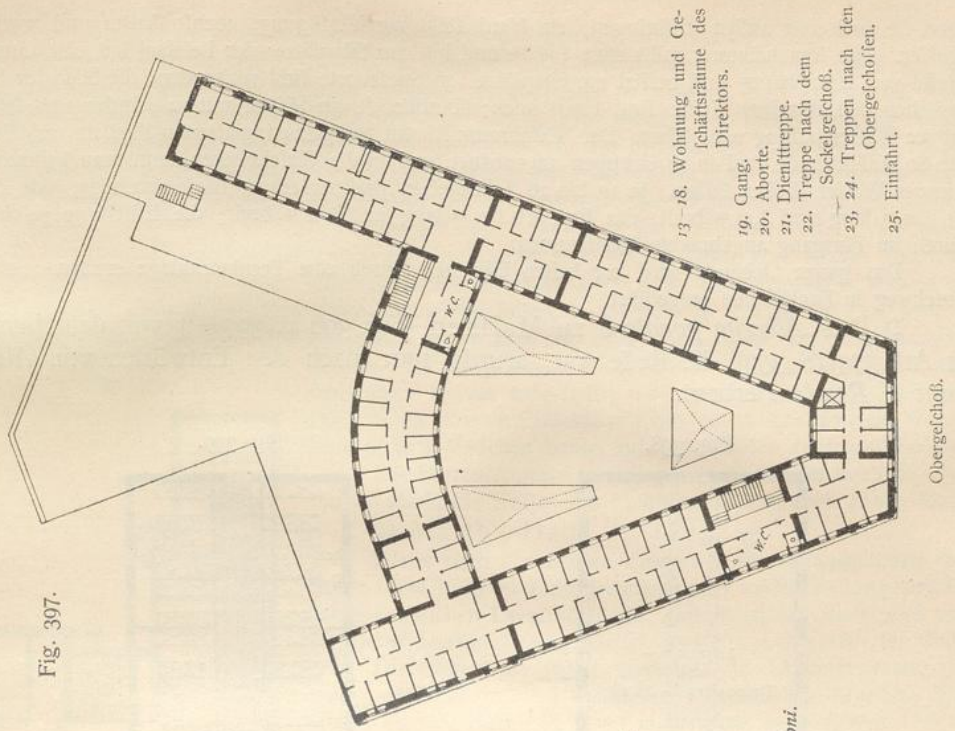 Fig. 397.
W.C.
W.C.
13–18. Wohnung und Ge-
ſchäftsräume des
Direktors.
19. Gang.
20. Aborte.
21. Dienſttreppe.
22. Treppe nach dem
Sockelgeſchoß.
23, 24. Treppen nach den
Obergeſchoſſen.
25. Einfahrt.
Obergeſchoß.